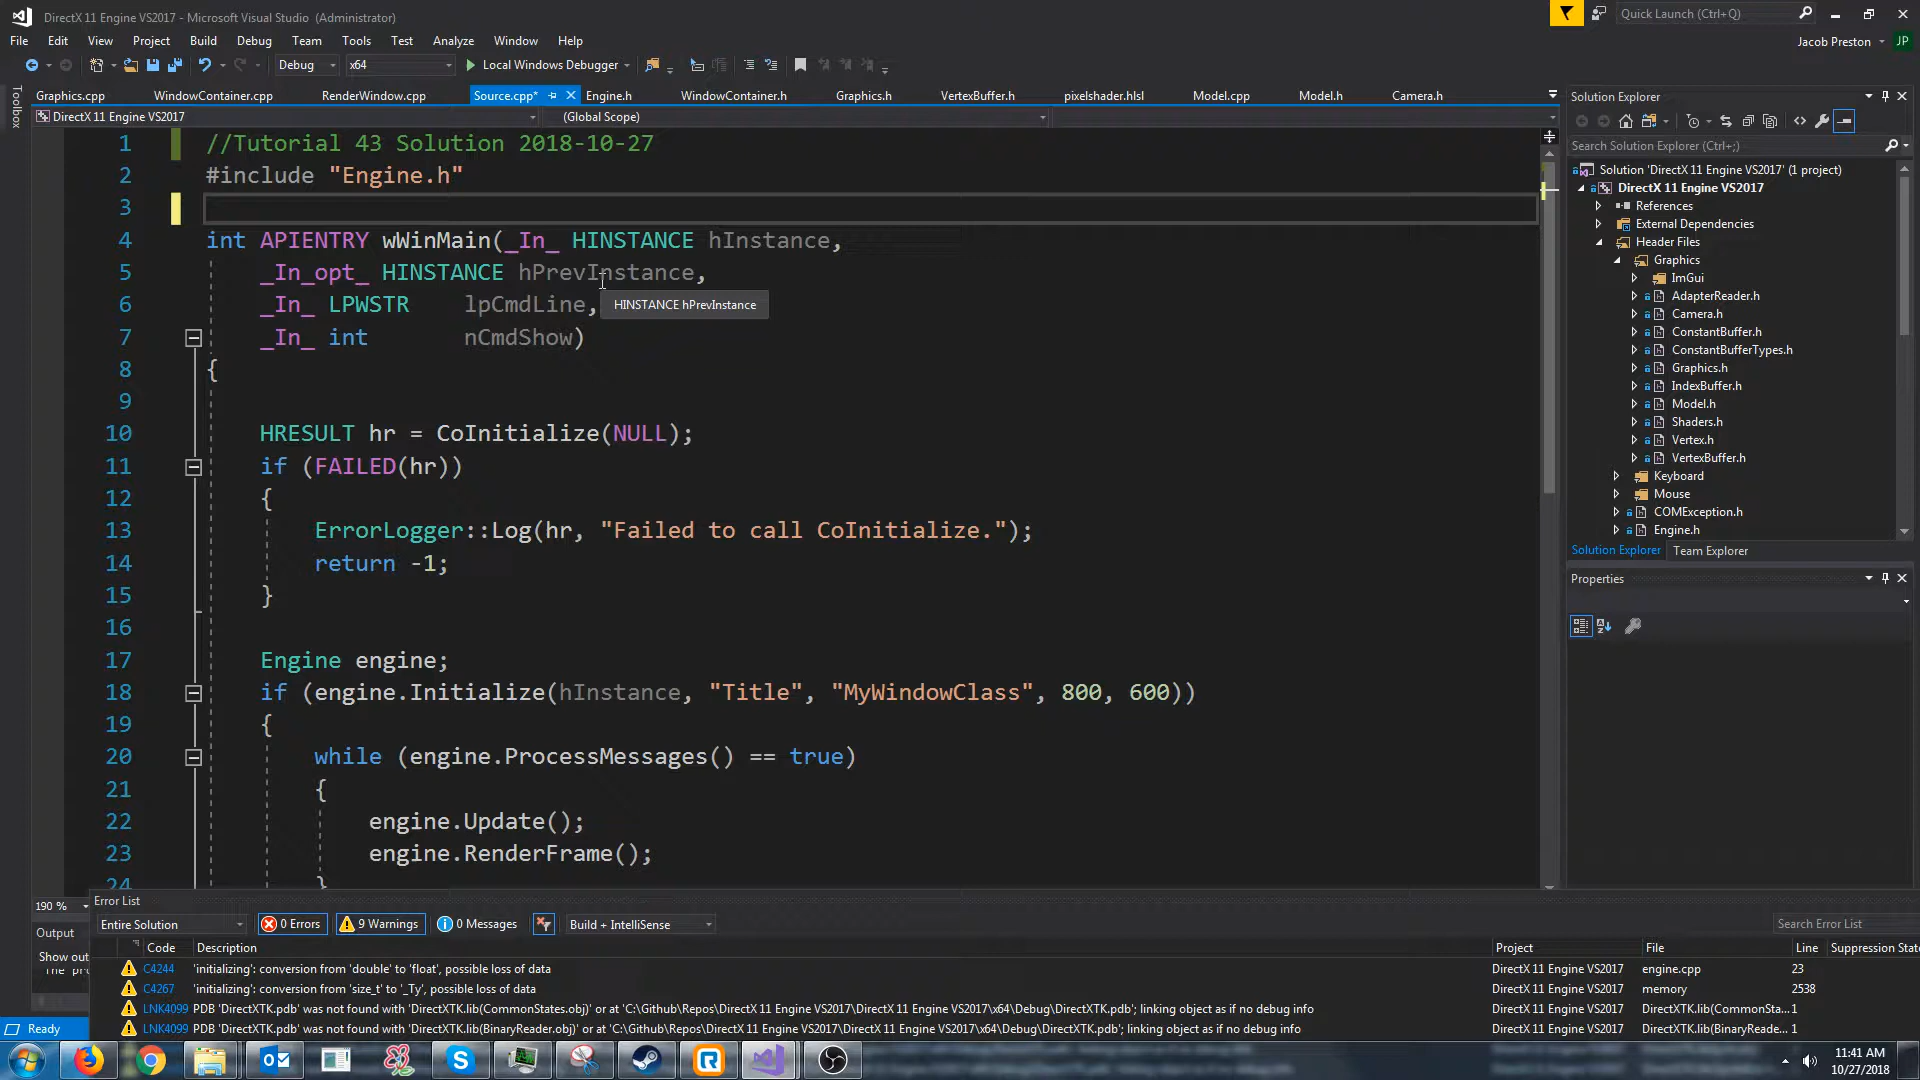 DirectX 11 Engine VS2017 - Microsoft Visual Studio (Administrator)
Quick Launch (Ctrl+Q)
File Edit View Project Build Debug Team Tools Test Analyze Window Help
Jacob Preston JP
Debug x64 Local Windows Debugger
Toolbox
Graphics.cpp WindowContainer.cpp RenderWindow.cpp Source.cpp* Engine.h WindowContainer.h Graphics.h VertexBuffer.h pixelshader.hlsl Model.cpp Model.h Camera.h
DirectX 11 Engine VS2017 (Global Scope)
1 //Tutorial 43 Solution 2018-10-27
2 #include "Engine.h"
3
4 int APIENTRY wWinMain(_In_ HINSTANCE hInstance,
5 _In_opt_ HINSTANCE hPrevInstance,
6 _In_ LPWSTR lpCmdLine,
HINSTANCE hPrevInstance
7 _In_ int nCmdShow)
8 {
9
10 HRESULT hr = CoInitialize(NULL);
11 if (FAILED(hr))
12 {
13 ErrorLogger::Log(hr, "Failed to call CoInitialize.");
14 return -1;
15 }
16
17 Engine engine;
18 if (engine.Initialize(hInstance, "Title", "MyWindowClass", 800, 600))
19 {
20 while (engine.ProcessMessages() == true)
21 {
22 engine.Update();
23 engine.RenderFrame();
24 }
Solution Explorer
Search Solution Explorer (Ctrl+;)
Solution 'DirectX 11 Engine VS2017' (1 project)
DirectX 11 Engine VS2017
References
External Dependencies
Header Files
Graphics
ImGui
AdapterReader.h
Camera.h
ConstantBuffer.h
ConstantBufferTypes.h
Graphics.h
IndexBuffer.h
Model.h
Shaders.h
Vertex.h
VertexBuffer.h
Keyboard
Mouse
COMException.h
Engine.h
Solution Explorer Team Explorer
Properties
190 %
Output
Show out
The pro
Error List
Entire Solution 0 Errors 9 Warnings 0 Messages Build + IntelliSense Search Error List
Code Description Project File Line Suppression State
C4244 'initializing': conversion from 'double' to 'float', possible loss of data DirectX 11 Engine VS2017 engine.cpp 23
C4267 'initializing': conversion from 'size_t' to '_Ty', possible loss of data DirectX 11 Engine VS2017 memory 2538
LNK4099 PDB 'DirectXTK.pdb' was not found with 'DirectXTK.lib(CommonStates.obj)' or at 'C:\Github\Repos\DirectX 11 Engine VS2017\DirectX 11 Engine VS2017\x64\Debug\DirectXTK.pdb'; linking object as if no debug info DirectX 11 Engine VS2017 DirectXTK.lib(CommonSta... 1
LNK4099 PDB 'DirectXTK.pdb' was not found with 'DirectXTK.lib(BinaryReader.obj)' or at 'C:\Github\Repos\DirectX 11 Engine VS2017\DirectX 11 Engine VS2017\x64\Debug\DirectXTK.pdb'; linking object as if no debug info DirectX 11 Engine VS2017 DirectXTK.lib(BinaryReade... 1
Ready
11:41 AM
10/27/2018